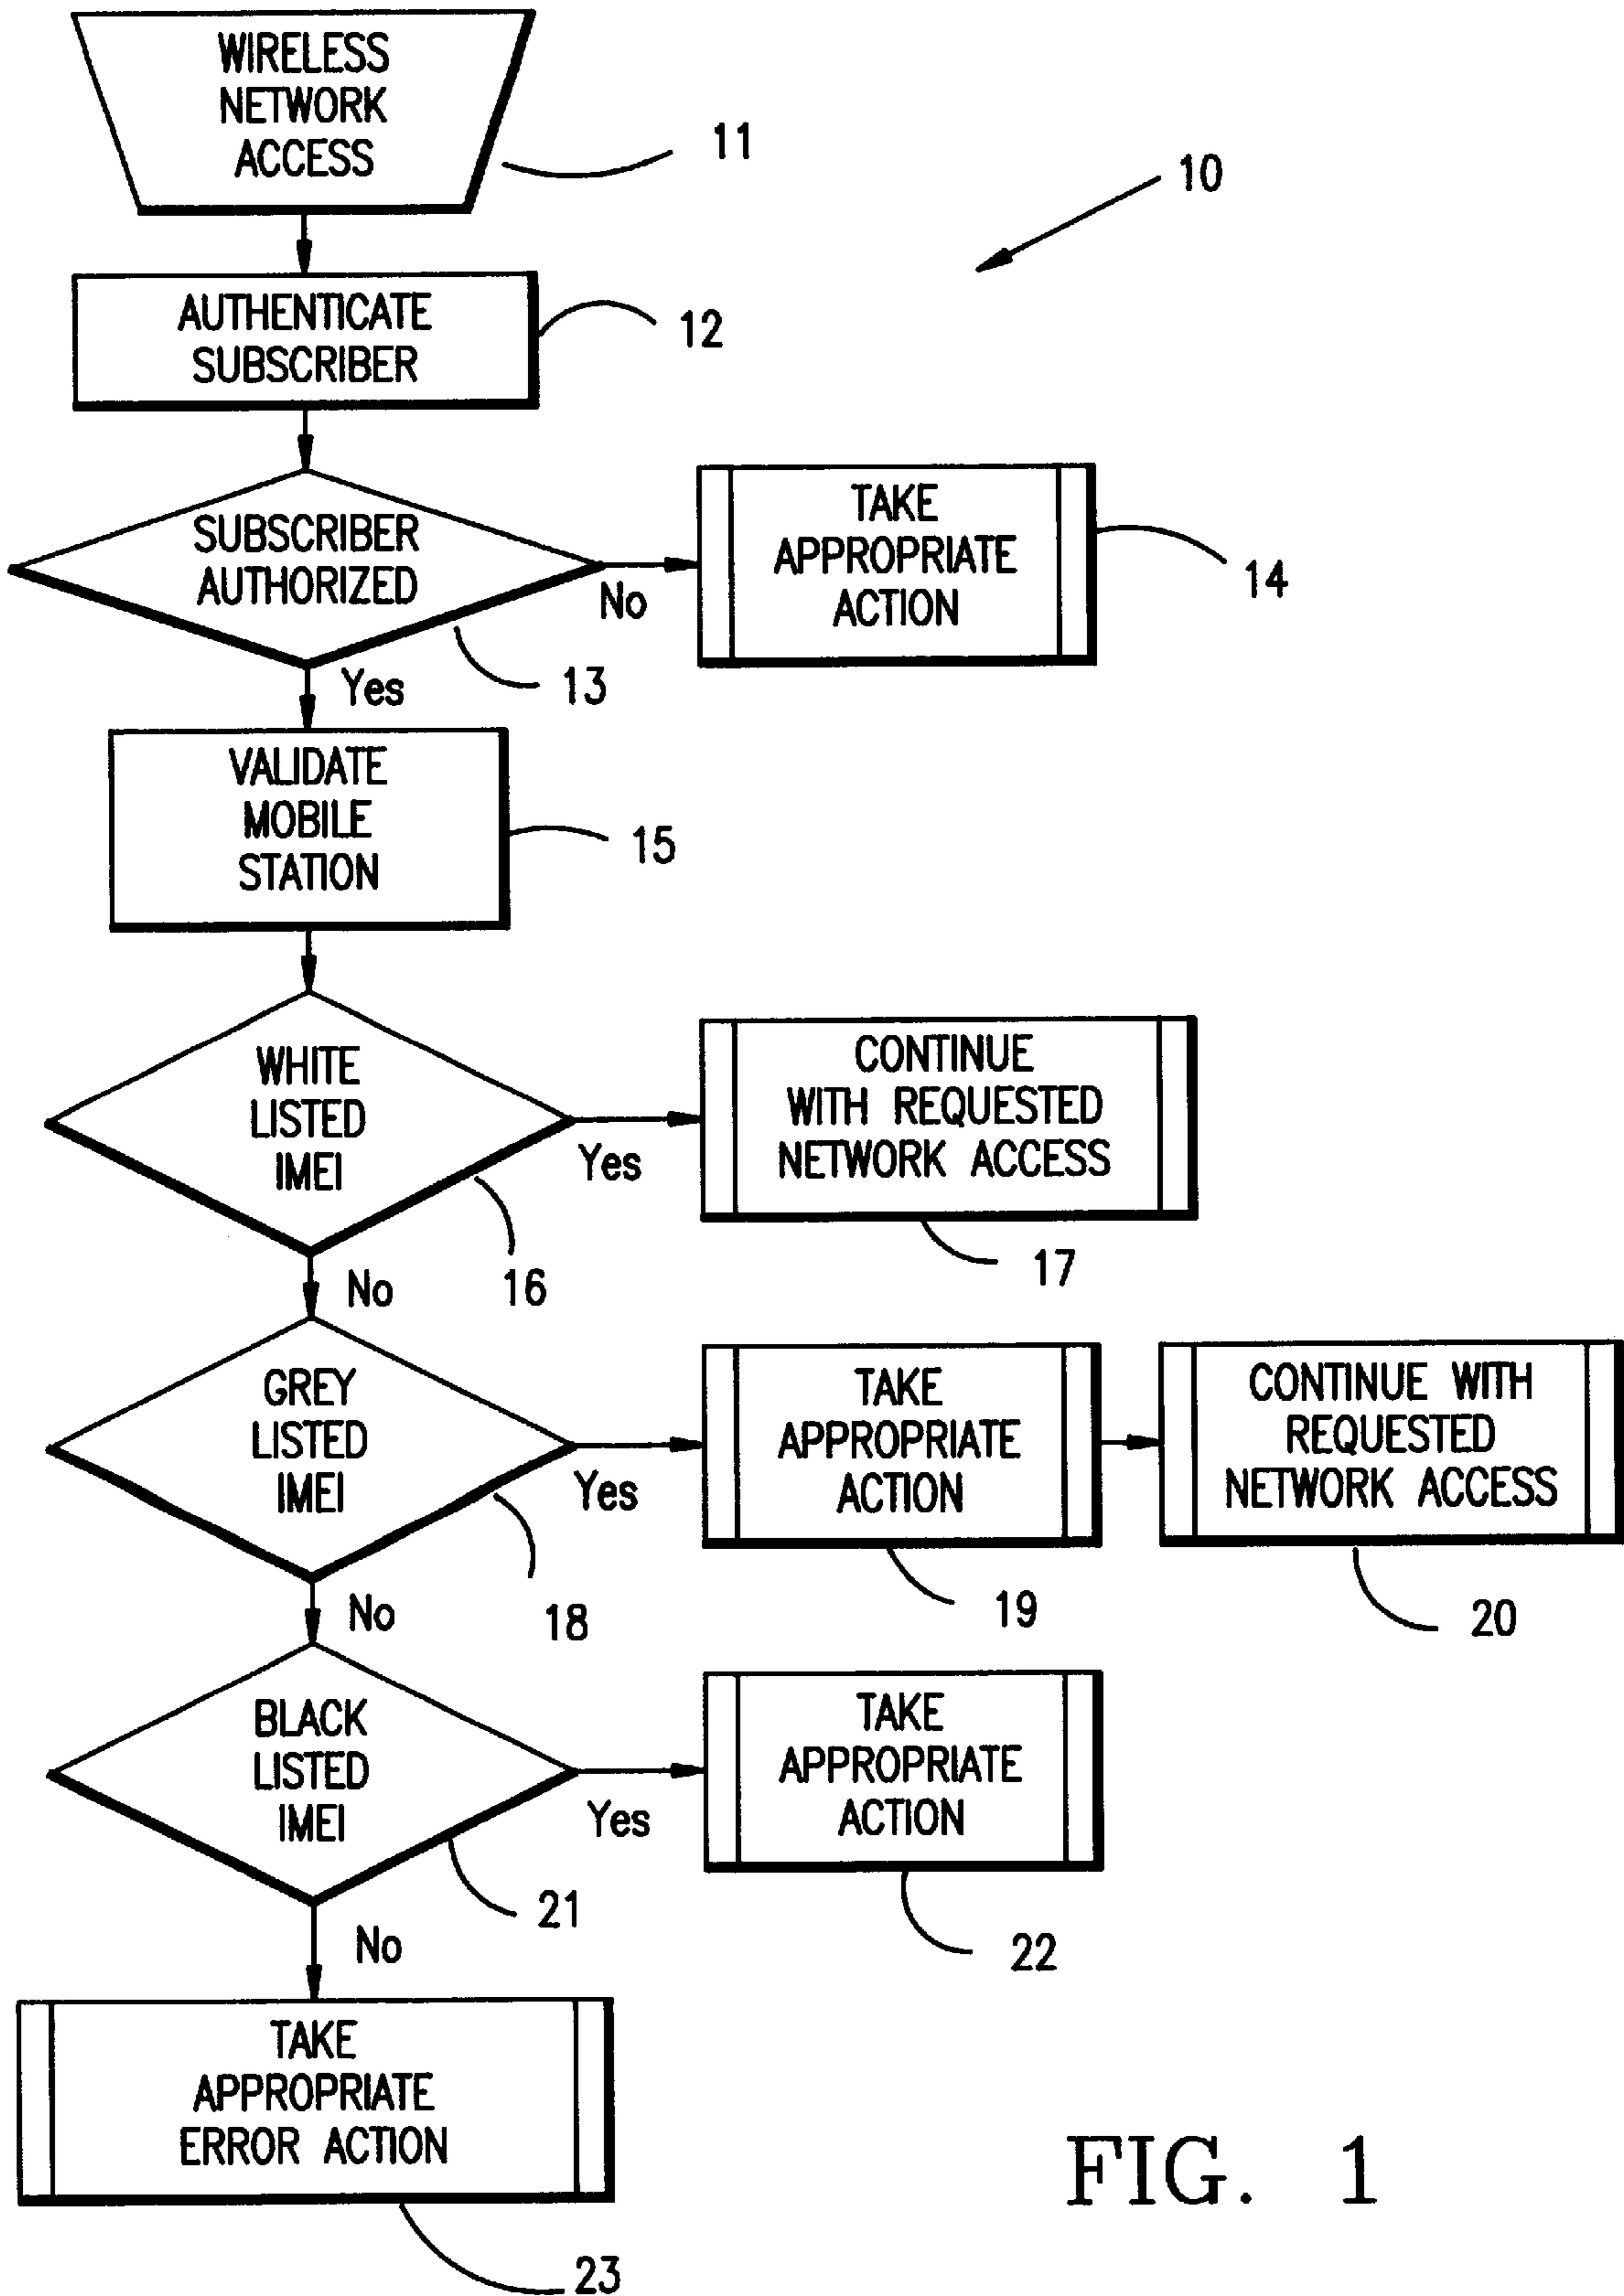 WIRELESS
NETWORK
ACCESS
11
10
AUTHENTICATE
SUBSCRIBER
12
SUBSCRIBER
AUTHORIZED
No
13
Yes
TAKE
APPROPRIATE
ACTION
14
VALIDATE
MOBILE
STATION
15
WHITE
LISTED
IMEI
Yes
16
No
CONTINUE
WITH REQUESTED
NETWORK ACCESS
17
GREY
LISTED
IMEI
Yes
18
No
TAKE
APPROPRIATE
ACTION
19
CONTINUE WITH
REQUESTED
NETWORK ACCESS
20
BLACK
LISTED
IMEI
Yes
21
No
TAKE
APPROPRIATE
ACTION
22
TAKE
APPROPRIATE
ERROR ACTION
23
FIG. 1